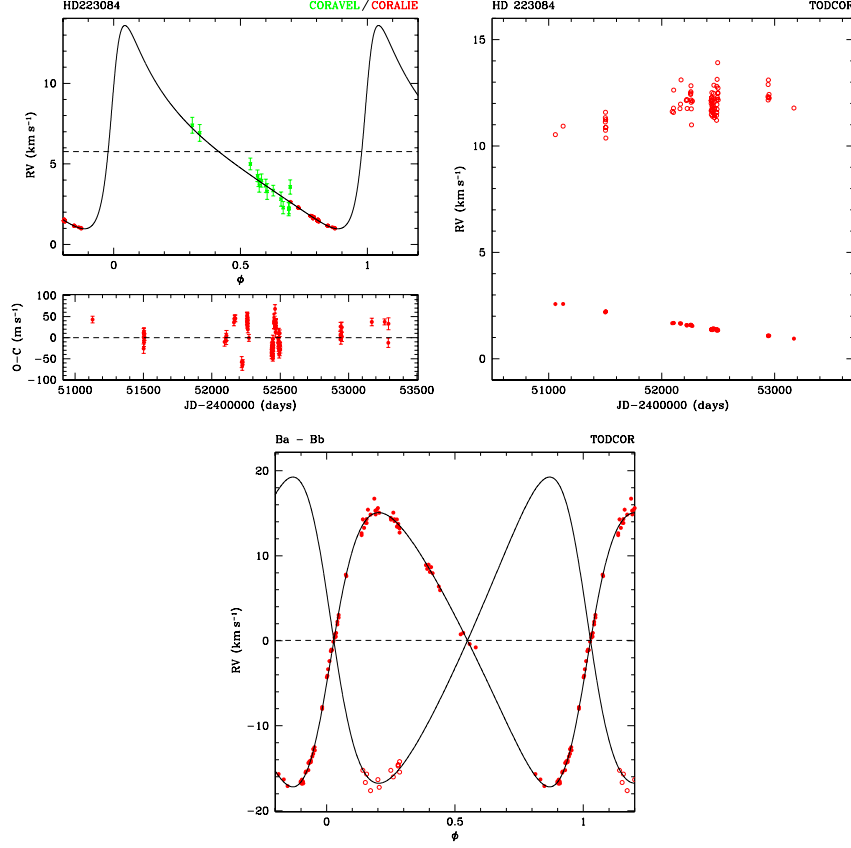 HD223084 CORAVEL/CORALIE
10
5
0
RV (km s⁻¹)
0 0.5 1
ϕ
100
50
0
−50
−100
O−C (m s⁻¹)
51000 51500 52000 52500 53000 53500
JD−2400000 (days)
HD 223084 TODCOR
15
10
5
0
RV (km s⁻¹)
51000 52000 53000
JD−2400000 (days)
Ba − Bb TODCOR
20
10
0
−10
−20
RV (km s⁻¹)
0 0.5 1
ϕ